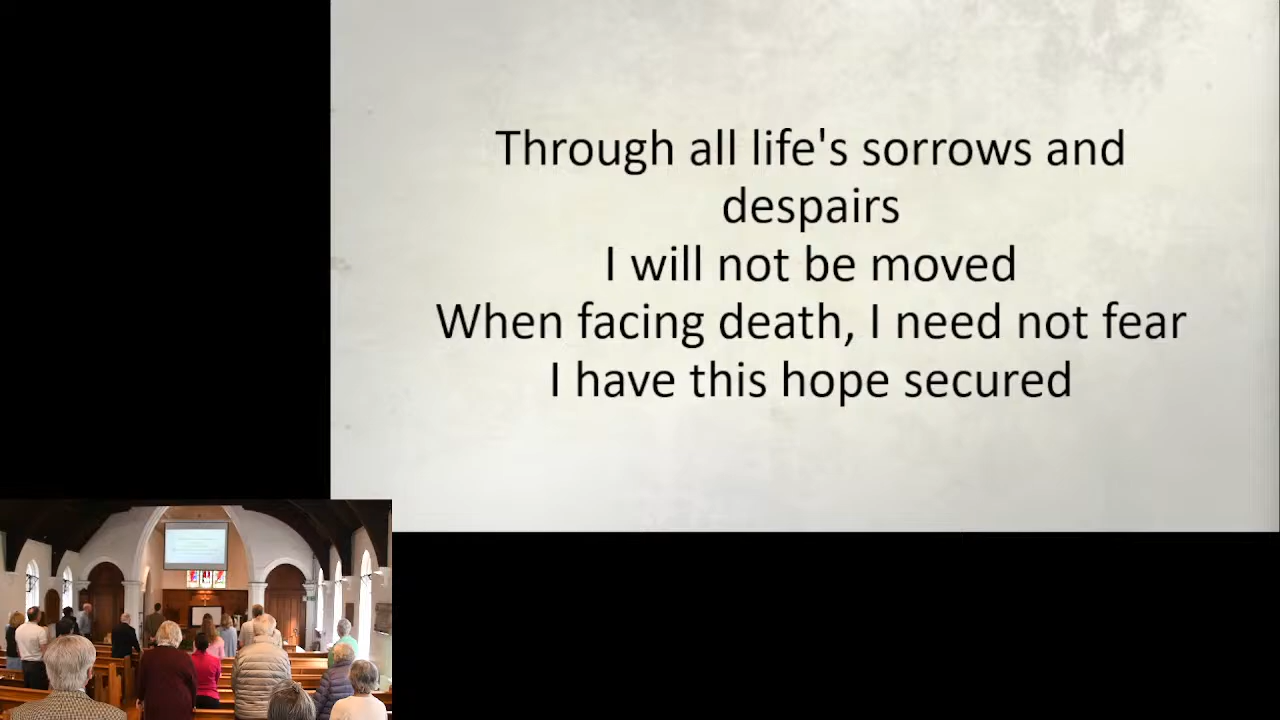 Through all life's sorrows and
despairs
I will not be moved
When facing death, I need not fear
I have this hope secured